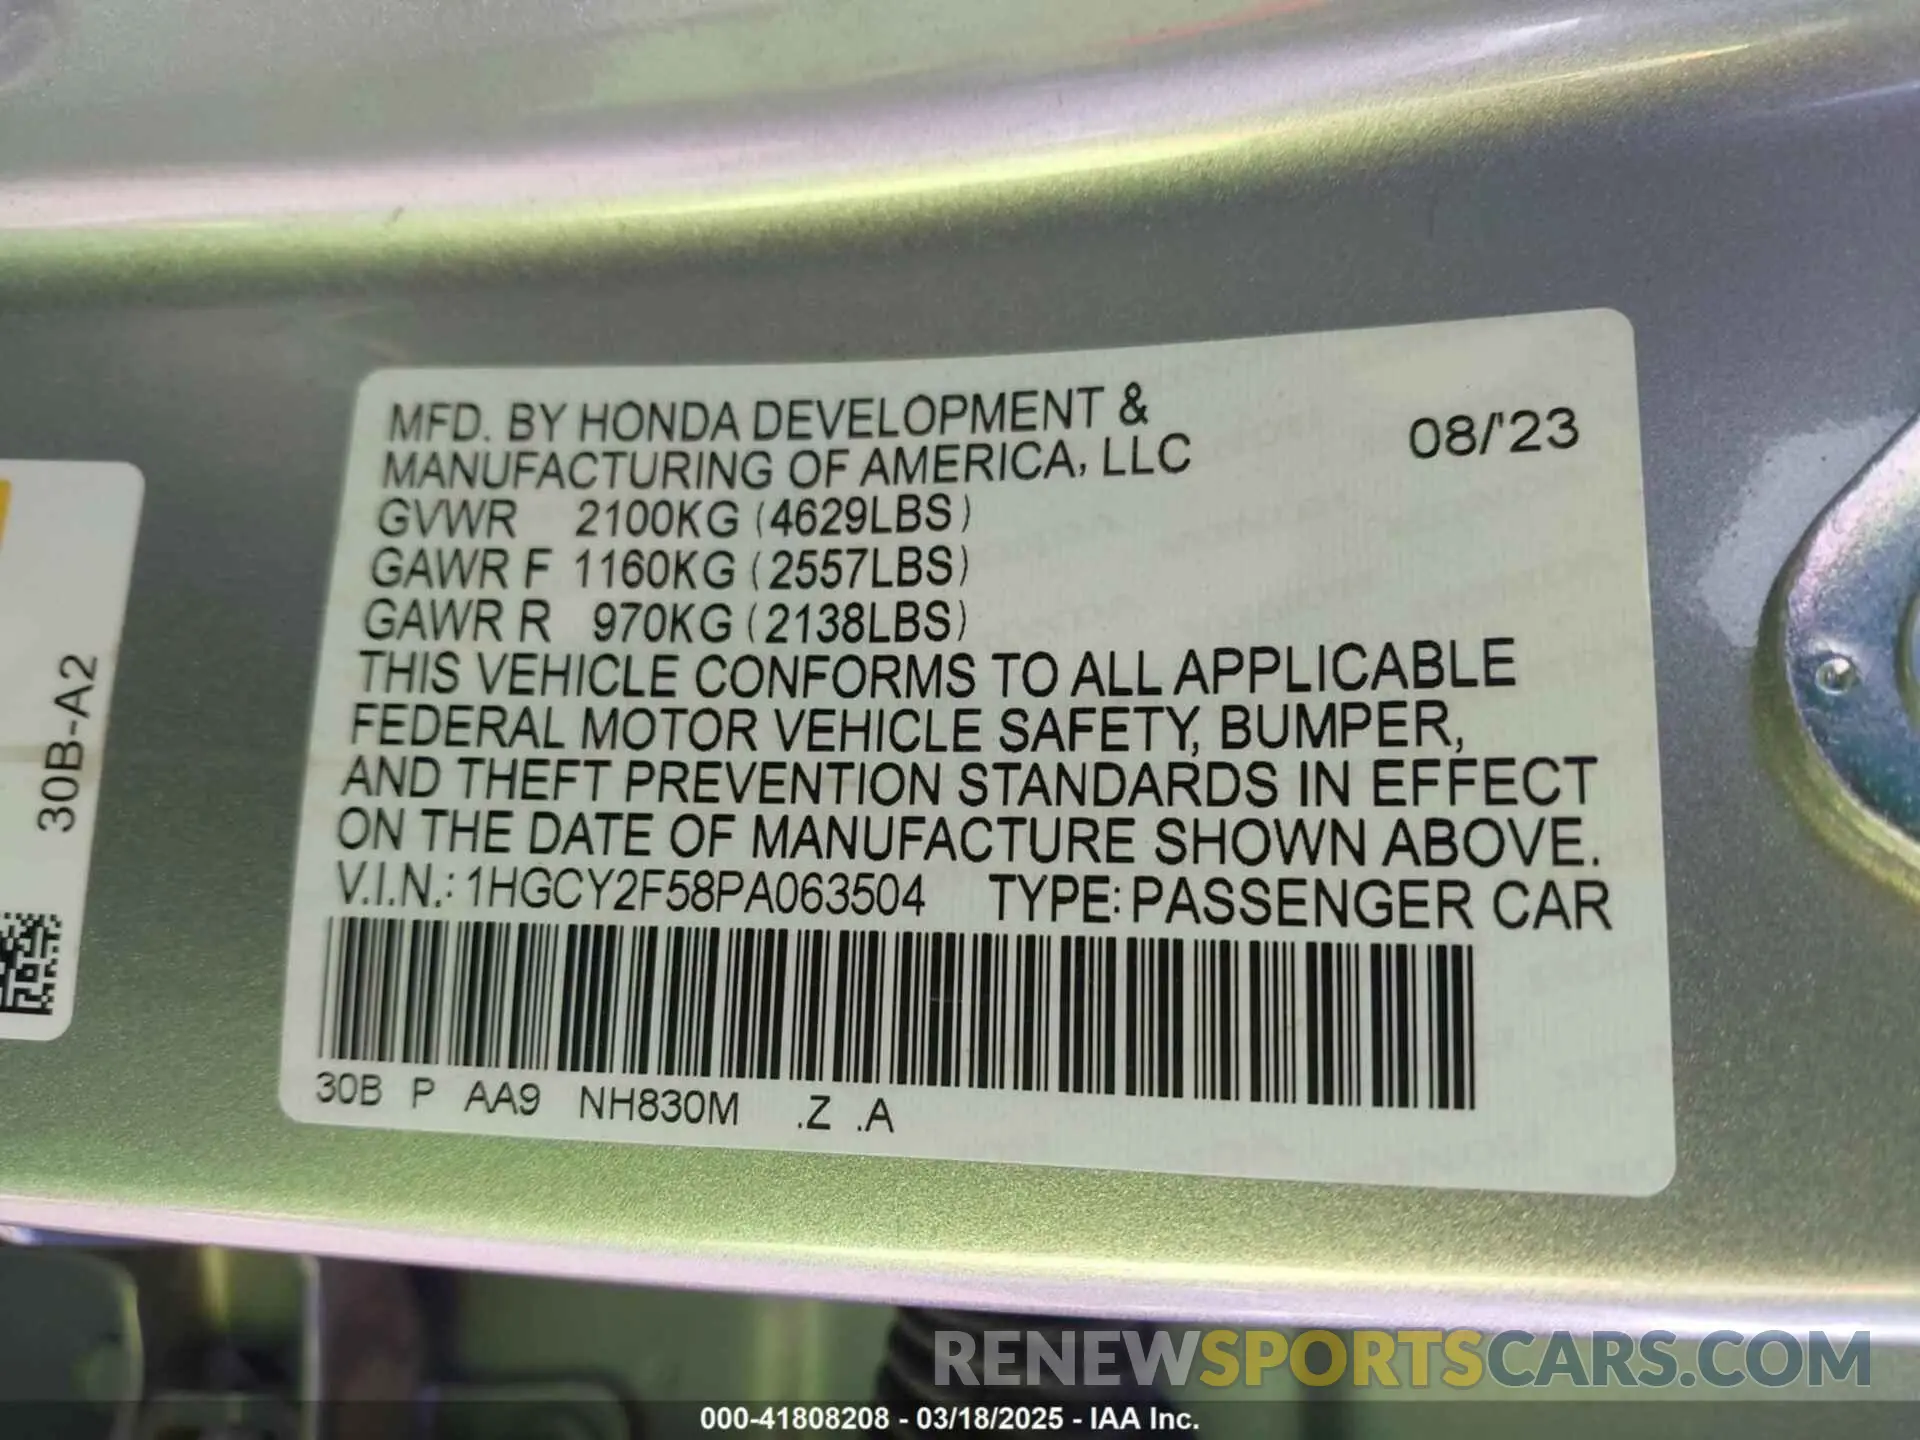 MFD. BY HONDA DEVELOPMENT &
MANUFACTURING OF AMERICA, LLC
08/'23
GVWR 2100KG (4629LBS)
GAWR F 1160KG (2557LBS)
GAWR R 970KG (2138LBS)
THIS VEHICLE CONFORMS TO ALL APPLICABLE
FEDERAL MOTOR VEHICLE SAFETY, BUMPER,
AND THEFT PREVENTION STANDARDS IN EFFECT
ON THE DATE OF MANUFACTURE SHOWN ABOVE.
V.I.N.: 1HGCY2F58PA063504 TYPE: PASSENGER CAR
30B P AA9 NH830M .Z .A
30B-A2
RENEWSPORTSCARS.COM
000-41808208 - 03/18/2025 - IAA Inc.